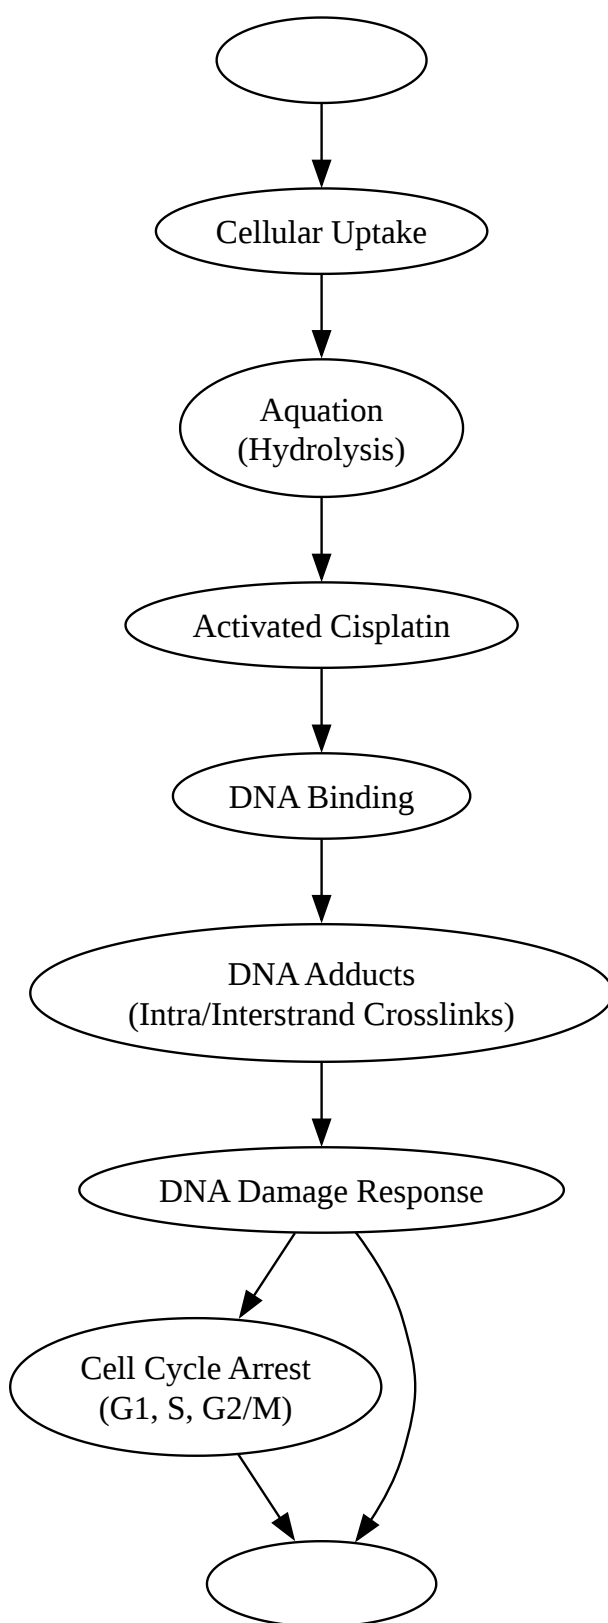 Cellular Uptake
Aquation
(Hydrolysis)
Activated Cisplatin
DNA Binding
DNA Adducts
(Intra/Interstrand Crosslinks)
DNA Damage Response
Cell Cycle Arrest
(G1, S, G2/M)